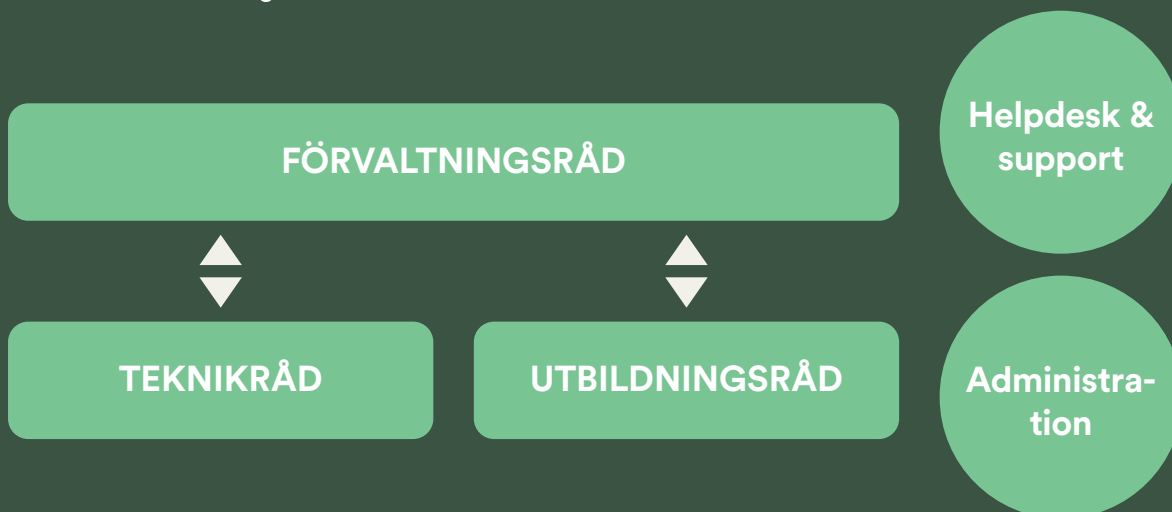 FÖRVALTNINGSRÅD
TEKNIKRÅD
UTBILDNINGSRÅD
Helpdesk &
support
Administra-
tion